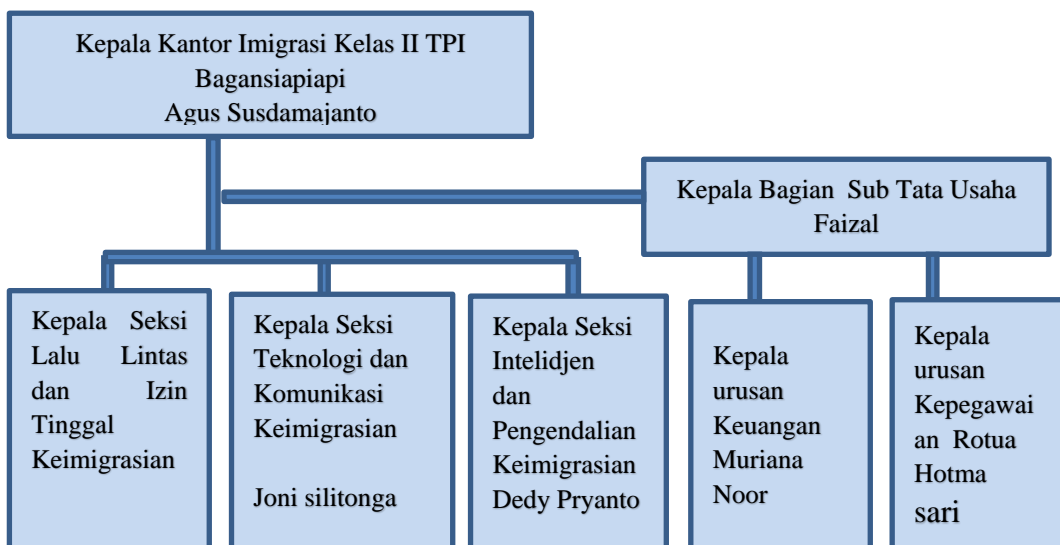 Kepala Kantor Imigrasi Kelas II TPI
Bagansiapiapi
Agus Susdamajanto
Kepala Bagian Sub Tata Usaha
Faizal
Kepala Seksi
Lalu Lintas
dan Izin
Tinggal
Keimigrasian
Kepala Seksi
Teknologi dan
Komunikasi
Keimigrasian
Joni silitonga
Kepala Seksi
Intelidjen
dan
Pengendalian
Keimigrasian
Dedy Pryanto
Kepala
urusan
Keuangan
Muriana
Noor
Kepala
urusan
Kepegawai
an Rotua
Hotma
sari